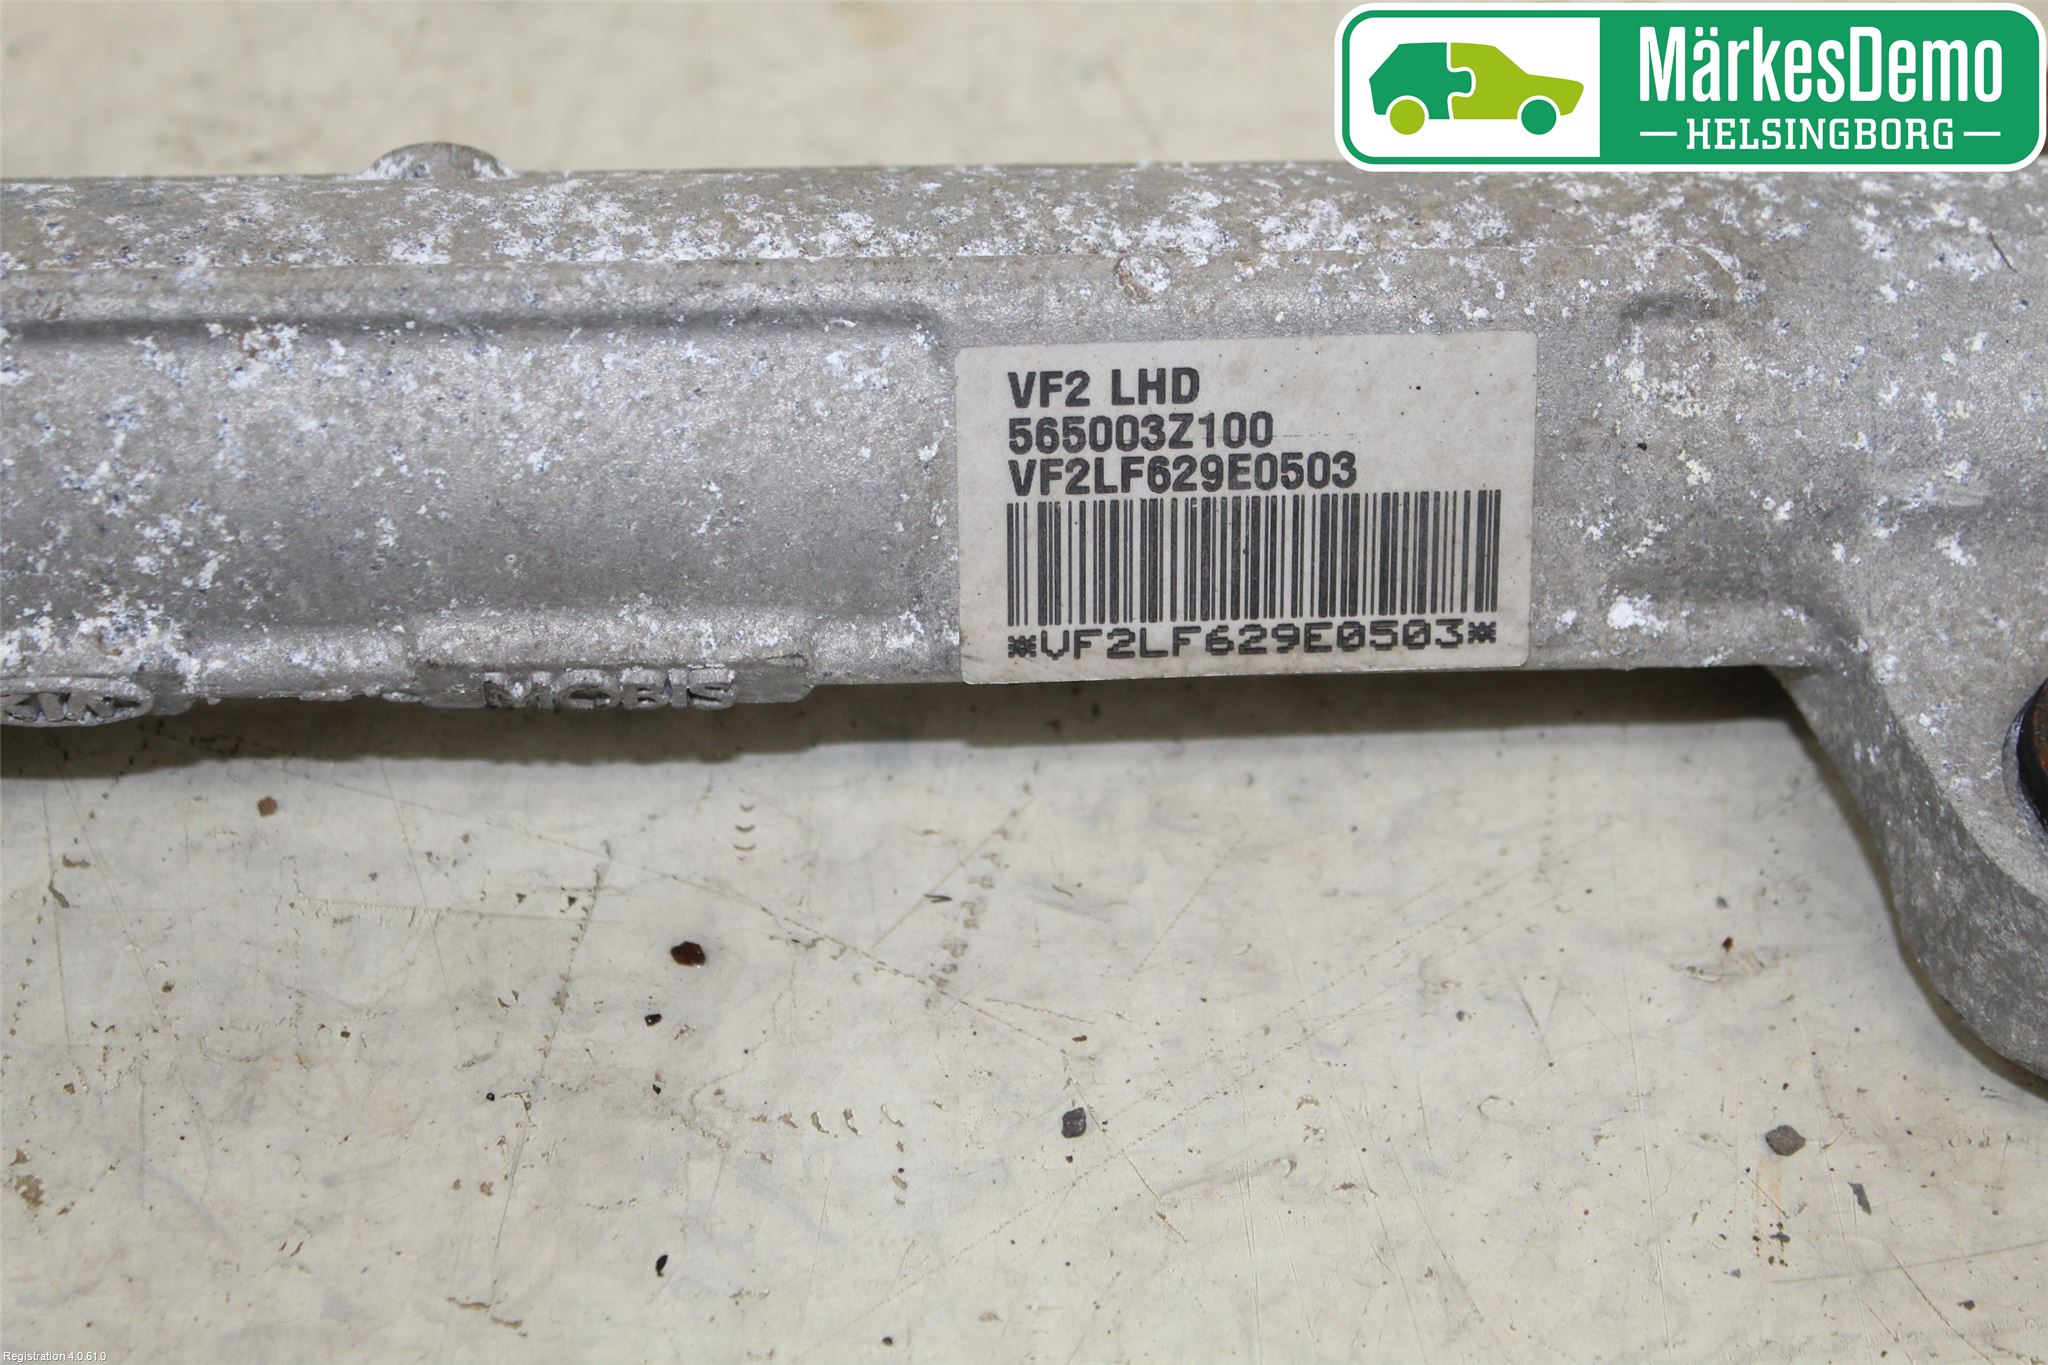 MärkesDemo
HELSINGBORG
VF2 LHD
565003Z100
VF2LF629E0503
*VF2LF629E0503*
MOBIS
Registration 4.0.61.0